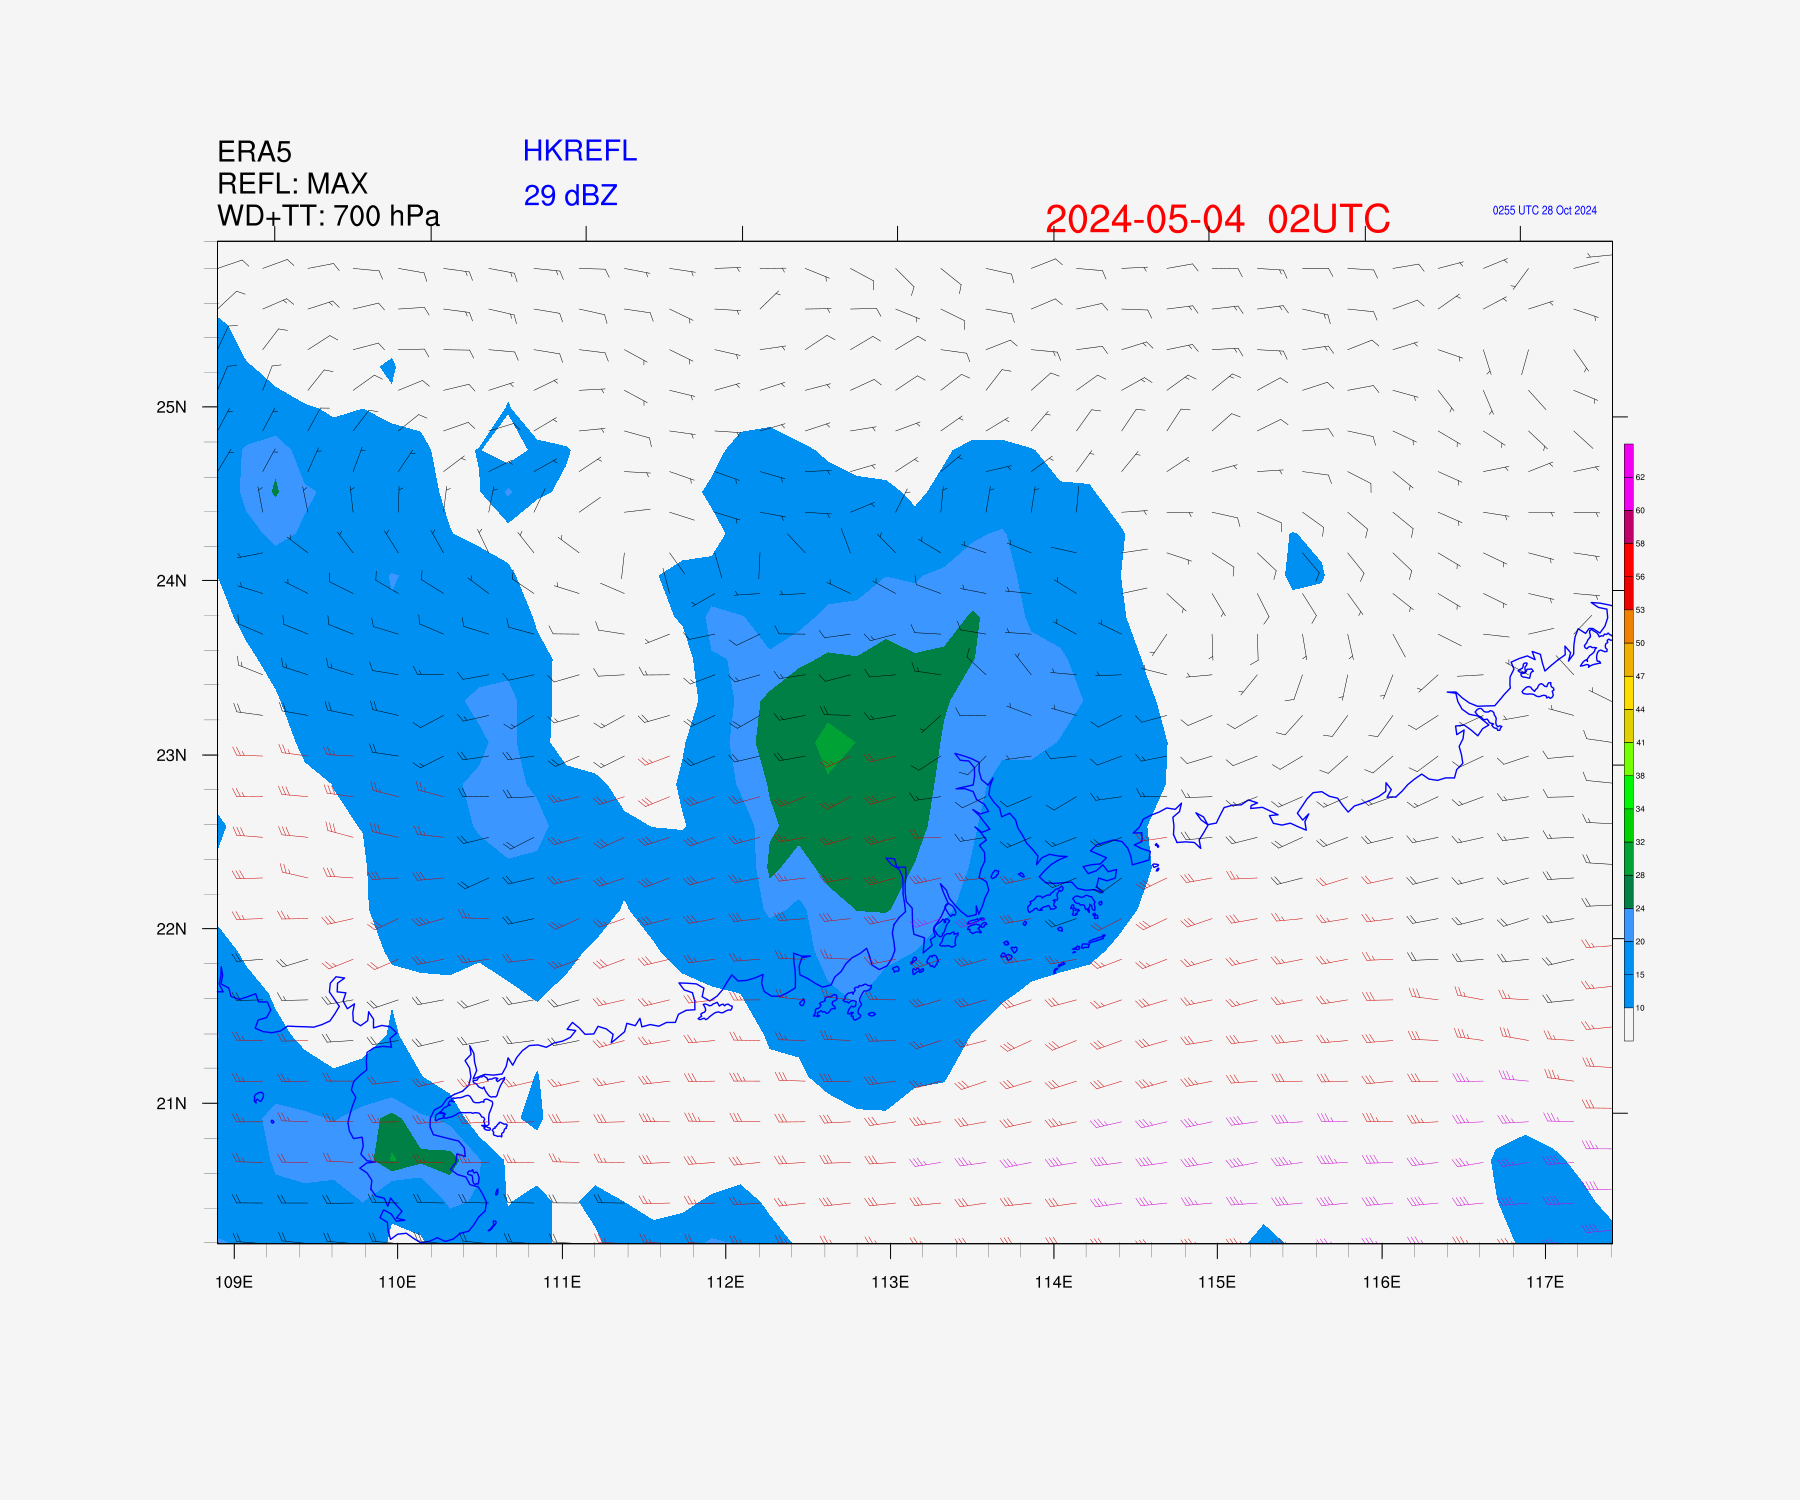 ERA5
HKREFL
REFL: MAX
29 dBZ
WD+TT: 700 hPa
2024-05-04 02UTC
0255 UTC 28 Oct 2024
25N
24N
23N
22N
21N
109E 110E 111E 112E 113E 114E 115E 116E 117E
62
60
58
56
53
50
47
44
41
38
34
32
28
24
20
15
10